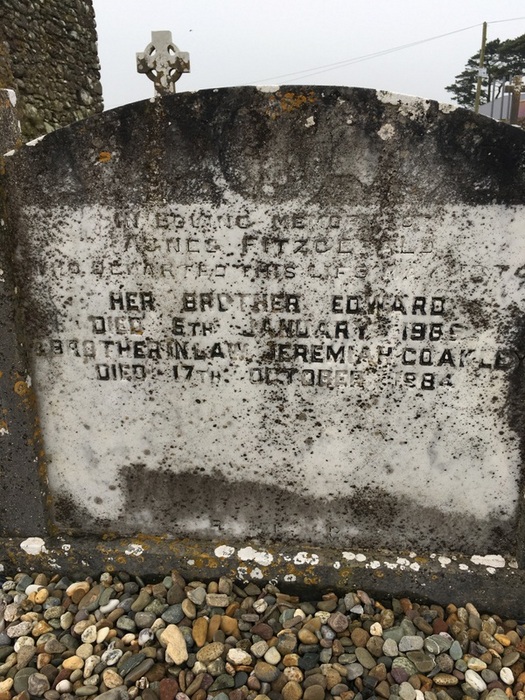 IN LOVING MEMORY OF
AGNES FITZGERALD
WHO DEPARTED THIS LIFE
HER BROTHER EDWARD
DIED 5TH JANUARY
BROTHER IN LAW JEREMIAH COAKLEY
DIED 17TH OCTOBER 1984